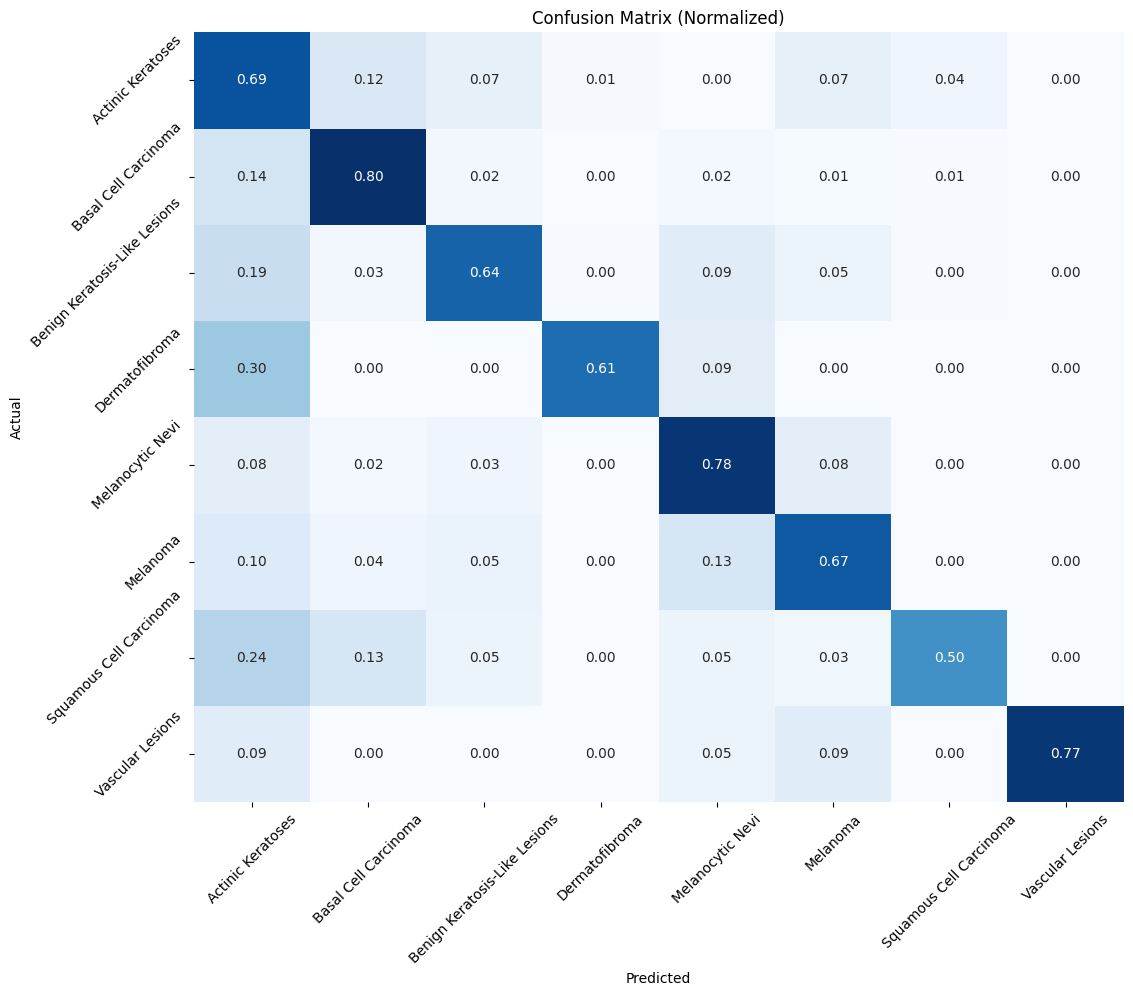 Confusion Matrix (Normalized)
Actual
Actinic Keratoses 0.69 0.12 0.07 0.01 0.00 0.07 0.04 0.00
Basal Cell Carcinoma 0.14 0.80 0.02 0.00 0.02 0.01 0.01 0.00
Benign Keratosis-Like Lesions 0.19 0.03 0.64 0.00 0.09 0.05 0.00 0.00
Dermatofibroma 0.30 0.00 0.00 0.61 0.09 0.00 0.00 0.00
Melanocytic Nevi 0.08 0.02 0.03 0.00 0.78 0.08 0.00 0.00
Melanoma 0.10 0.04 0.05 0.00 0.13 0.67 0.00 0.00
Squamous Cell Carcinoma 0.24 0.13 0.05 0.00 0.05 0.03 0.50 0.00
Vascular Lesions 0.09 0.00 0.00 0.00 0.05 0.09 0.00 0.77
Actinic Keratoses
Basal Cell Carcinoma
Benign Keratosis-Like Lesions
Dermatofibroma
Melanocytic Nevi
Melanoma
Squamous Cell Carcinoma
Vascular Lesions
Predicted